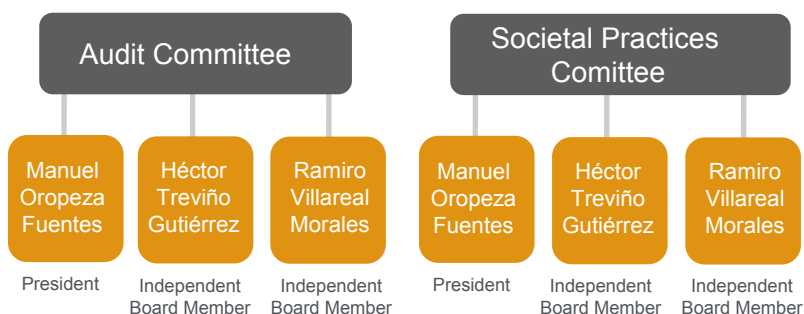 Audit Committee
Societal Practices
Comittee
Manuel
Oropeza
Fuentes
Héctor
Treviño
Gutiérrez
Ramiro
Villareal
Morales
Manuel
Oropeza
Fuentes
Héctor
Treviño
Gutiérrez
Ramiro
Villareal
Morales
President
Independent
Board Member
Independent
Board Member
President
Independent
Board Member
Independent
Board Member